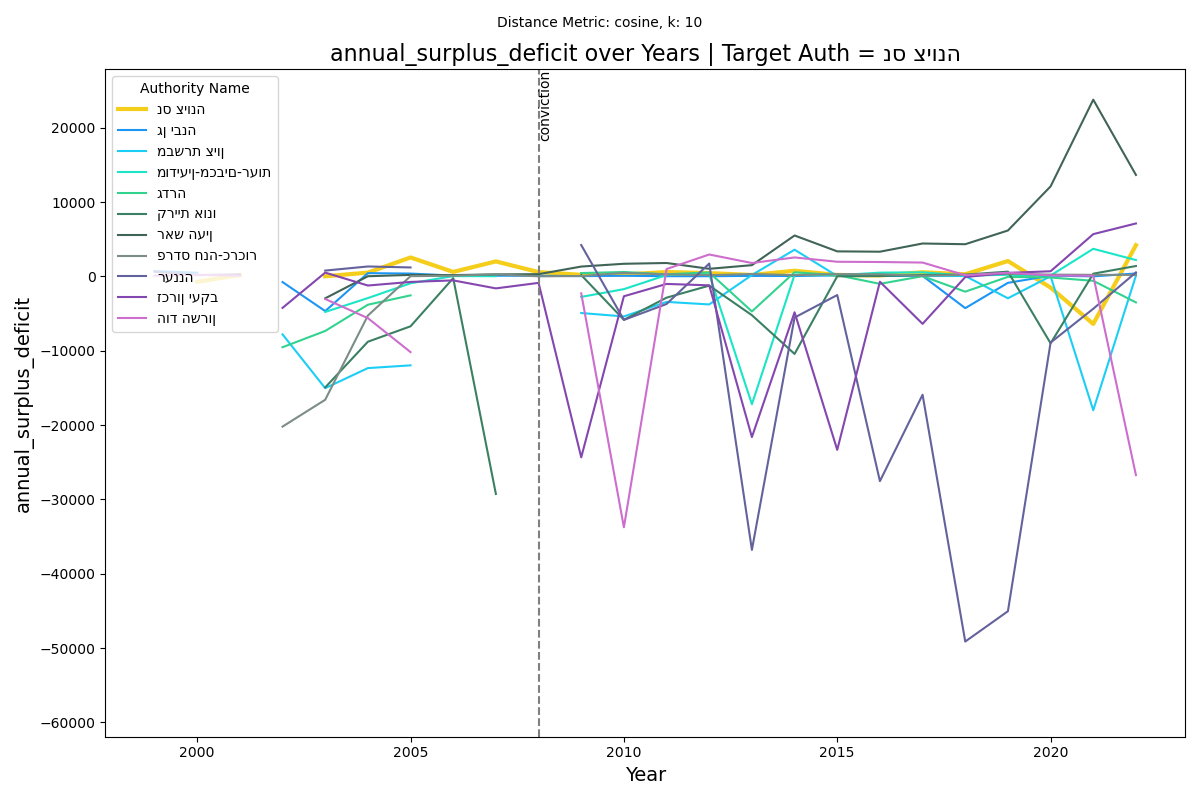 Distance Metric: cosine, k: 10
annual_surplus_deficit over Years | Target Auth = נס ציונה
Authority Name
נס ציונה
גן יבנה
מבשרת ציון
מודיעין-מכבים-רעות
גדרה
קריית אונו
ראש העין
פרדס חנה-כרכור
רעננה
זכרון יעקב
הוד השרון
conviction
annual_surplus_deficit
20000
10000
0
−10000
−20000
−30000
−40000
−50000
−60000
2000 2005 2010 2015 2020
Year